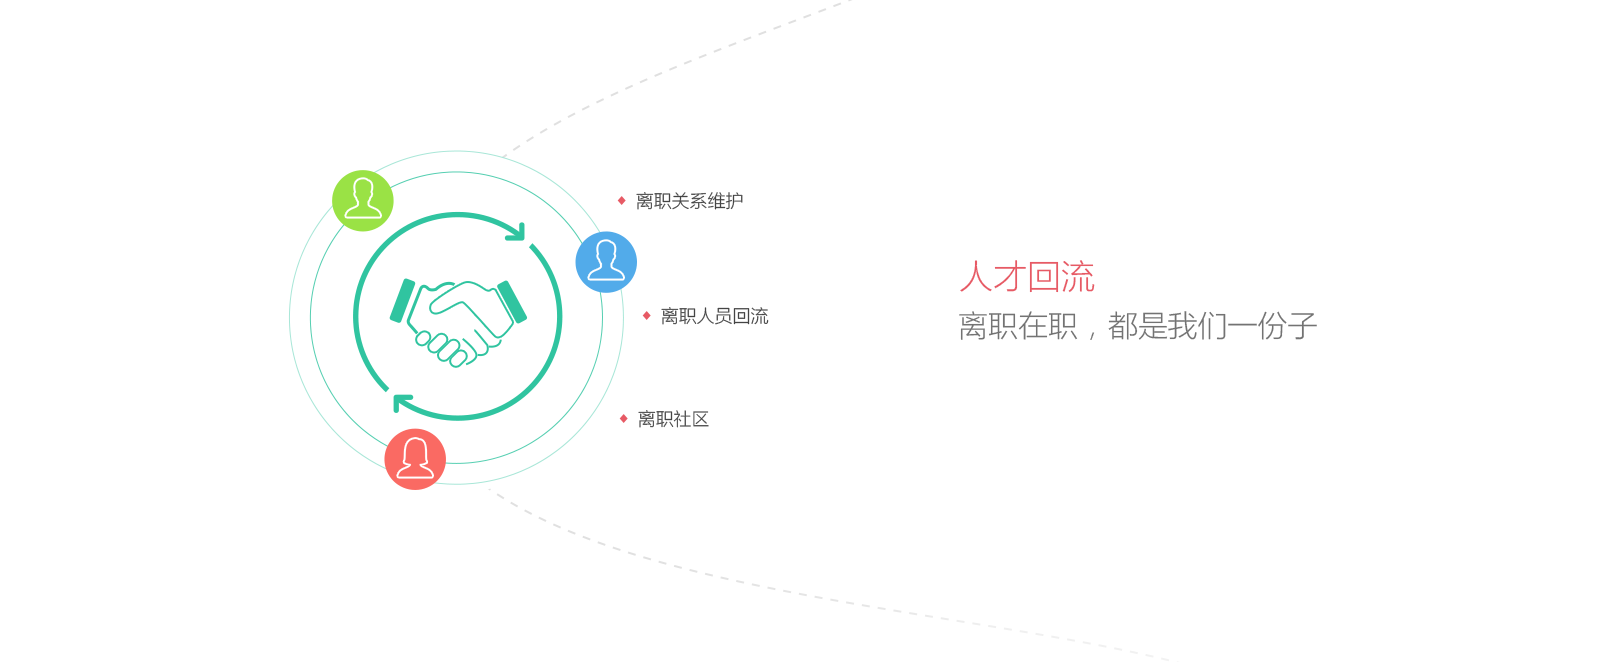 离职关系维护
离职人员回流
离职社区
人才回流
离职在职，都是我们一份子